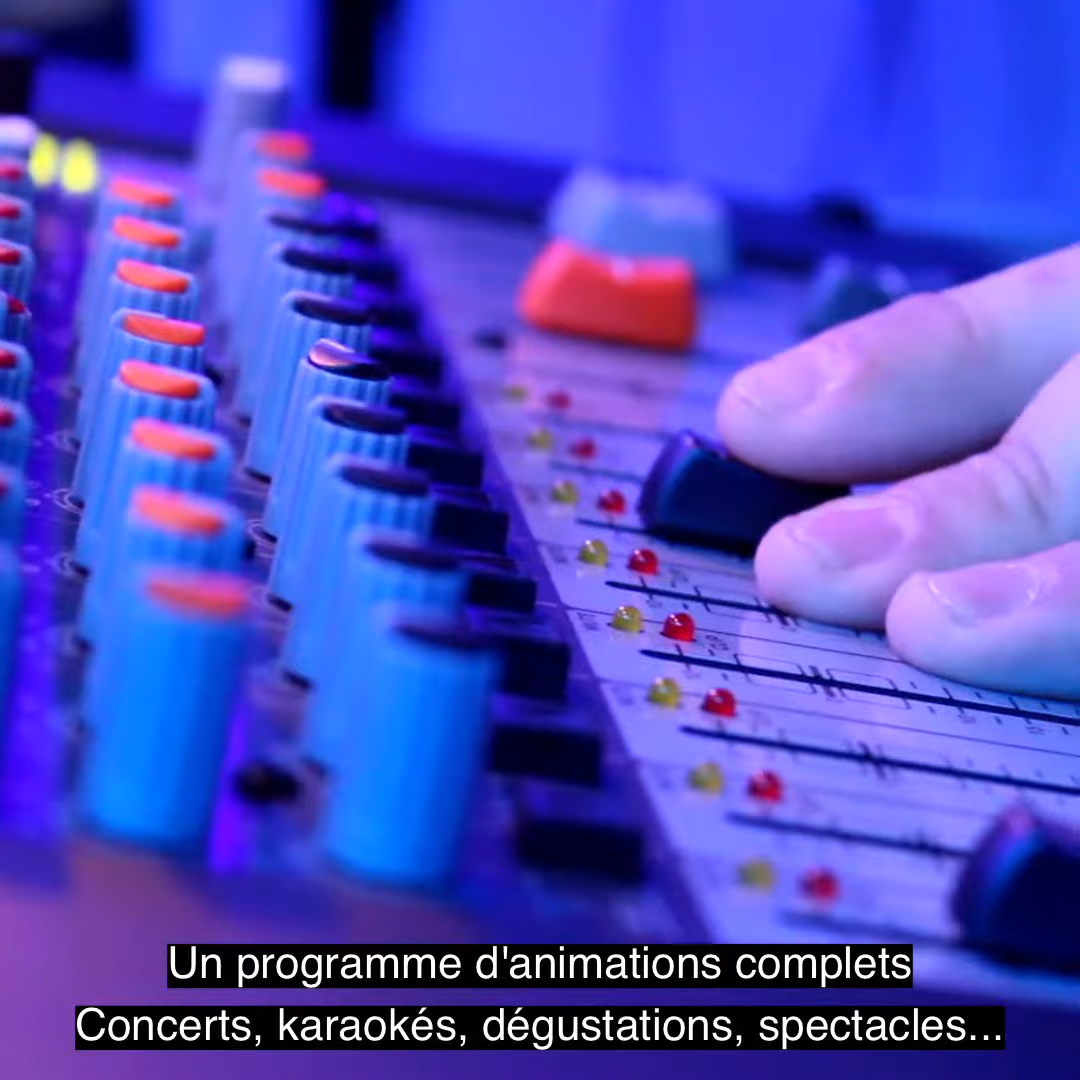 Un programme d'animations complets
Concerts, karaokés, dégustations, spectacles...